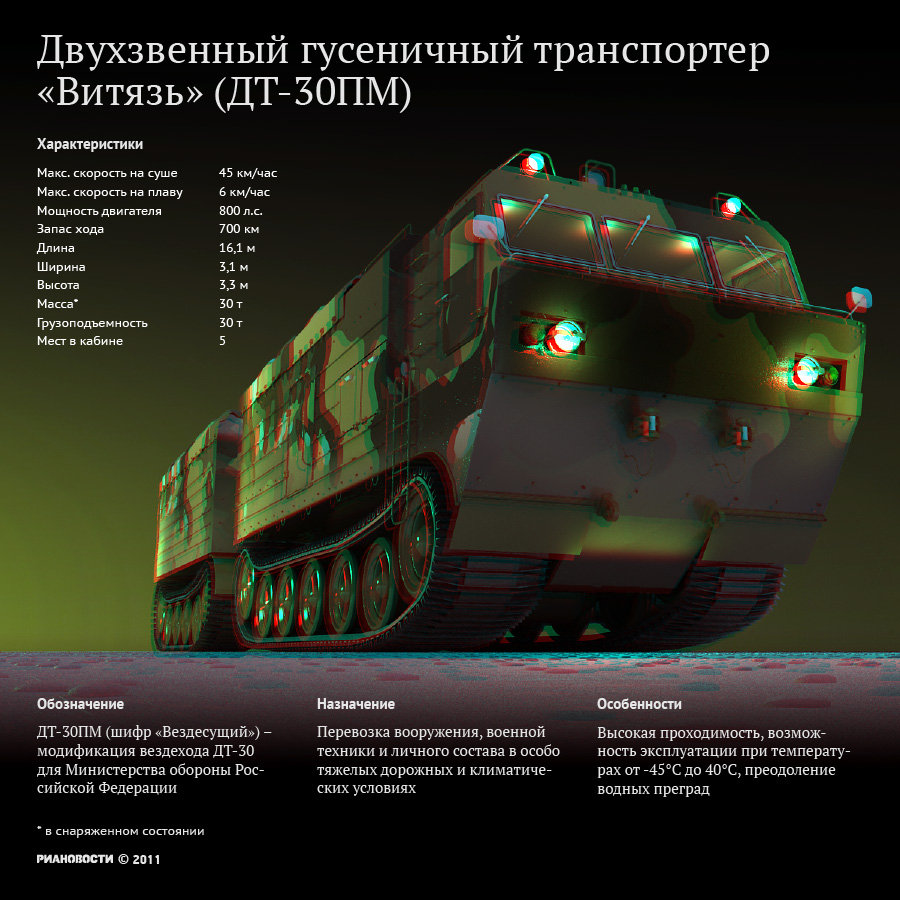 Двухзвенный гусеничный транспортер
«Витязь» (ДТ-30ПМ)
Характеристики
Макс. скорость на суше 45 км/час
Макс. скорость на плаву 6 км/час
Мощность двигателя 800 л.с.
Запас хода 700 км
Длина 16,1 м
Ширина 3,1 м
Высота 3,3 м
Масса* 30 т
Грузоподъемность 30 т
Мест в кабине 5
Обозначение
ДТ-30ПМ (шифр «Вездесущий») –
модификация вездехода ДТ-30
для Министерства обороны Рос-
сийской Федерации
Назначение
Перевозка вооружения, военной
техники и личного состава в особо
тяжелых дорожных и климатиче-
ских условиях
Особенности
Высокая проходимость, возмож-
ность эксплуатации при температу-
рах от -45°С до 40°С, преодоление
водных преград
* в снаряженном состоянии
РИАНОВОСТИ © 2011